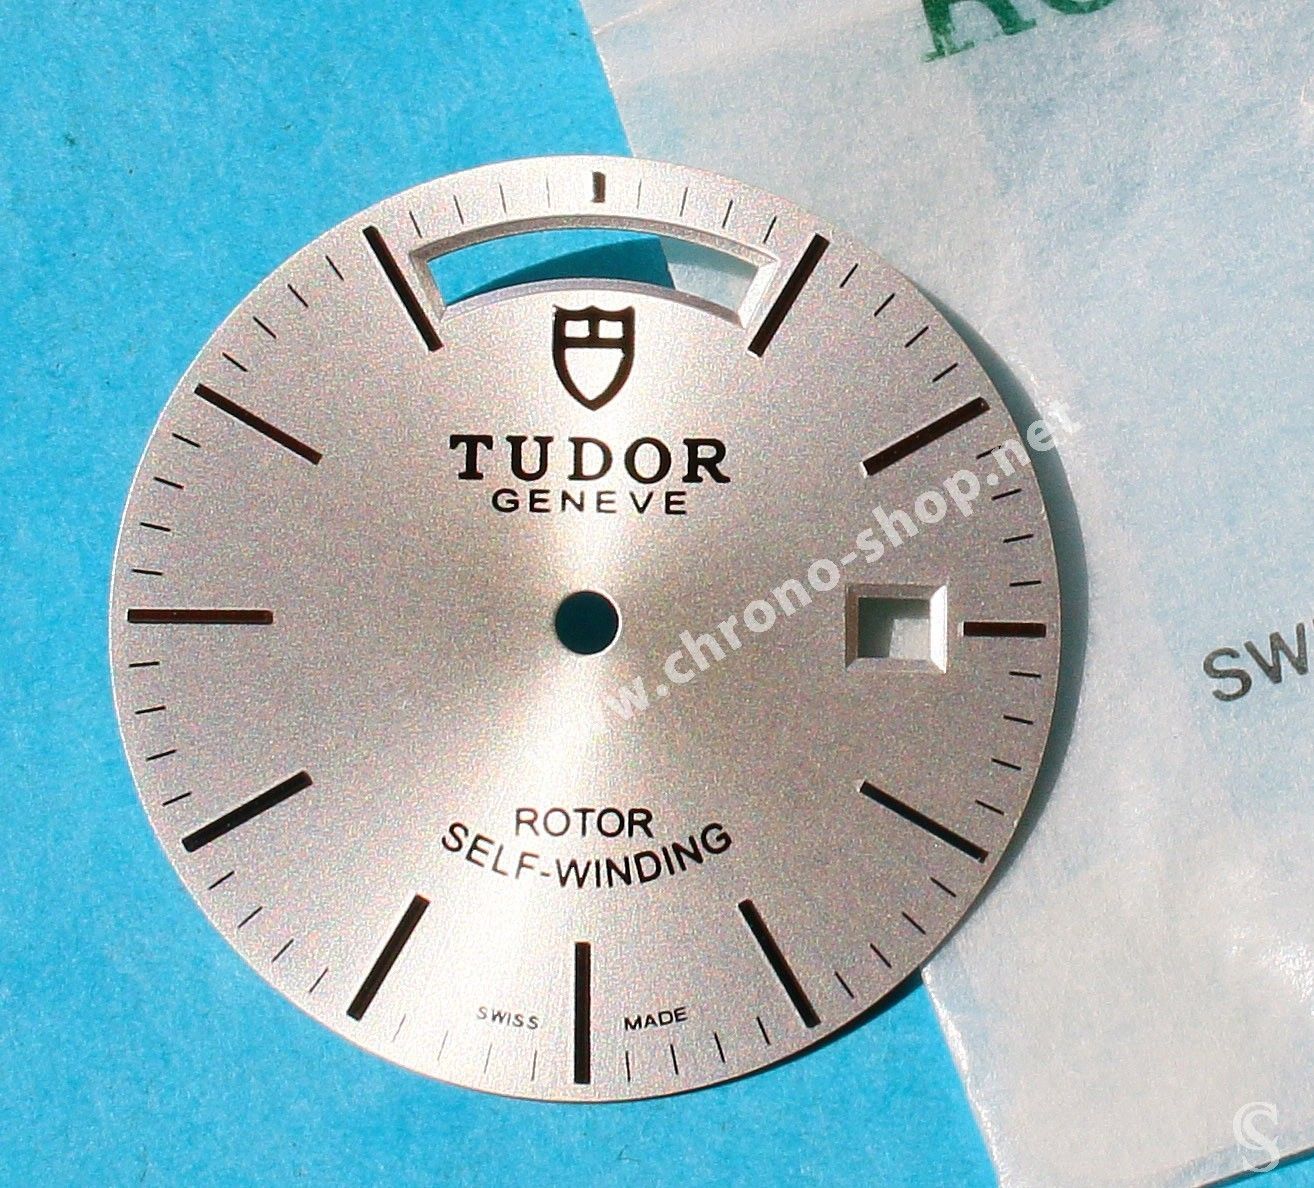 TUDOR
GENEVE
www.chrono-shop.net
ROTOR
SELF-WINDING
SWISS MADE
SW